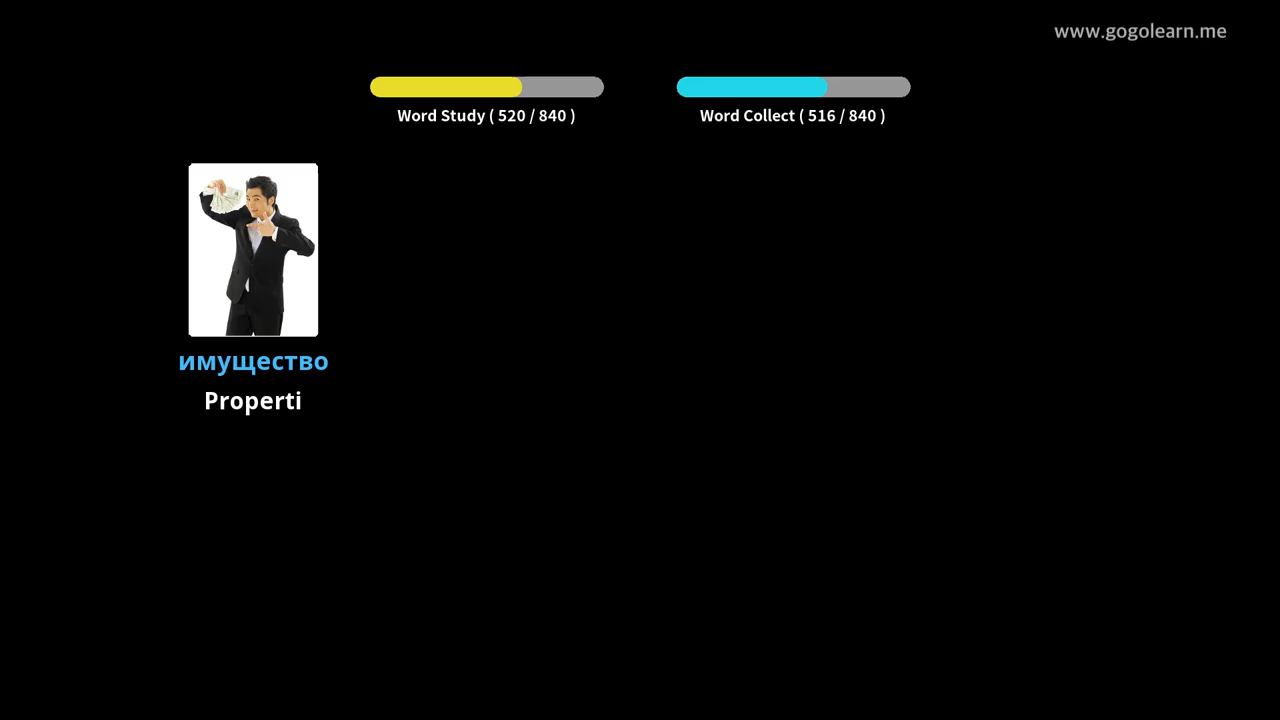 www.gogolearn.me
Word Study ( 520 / 840 )
Word Collect ( 516 / 840 )
имущество
Properti